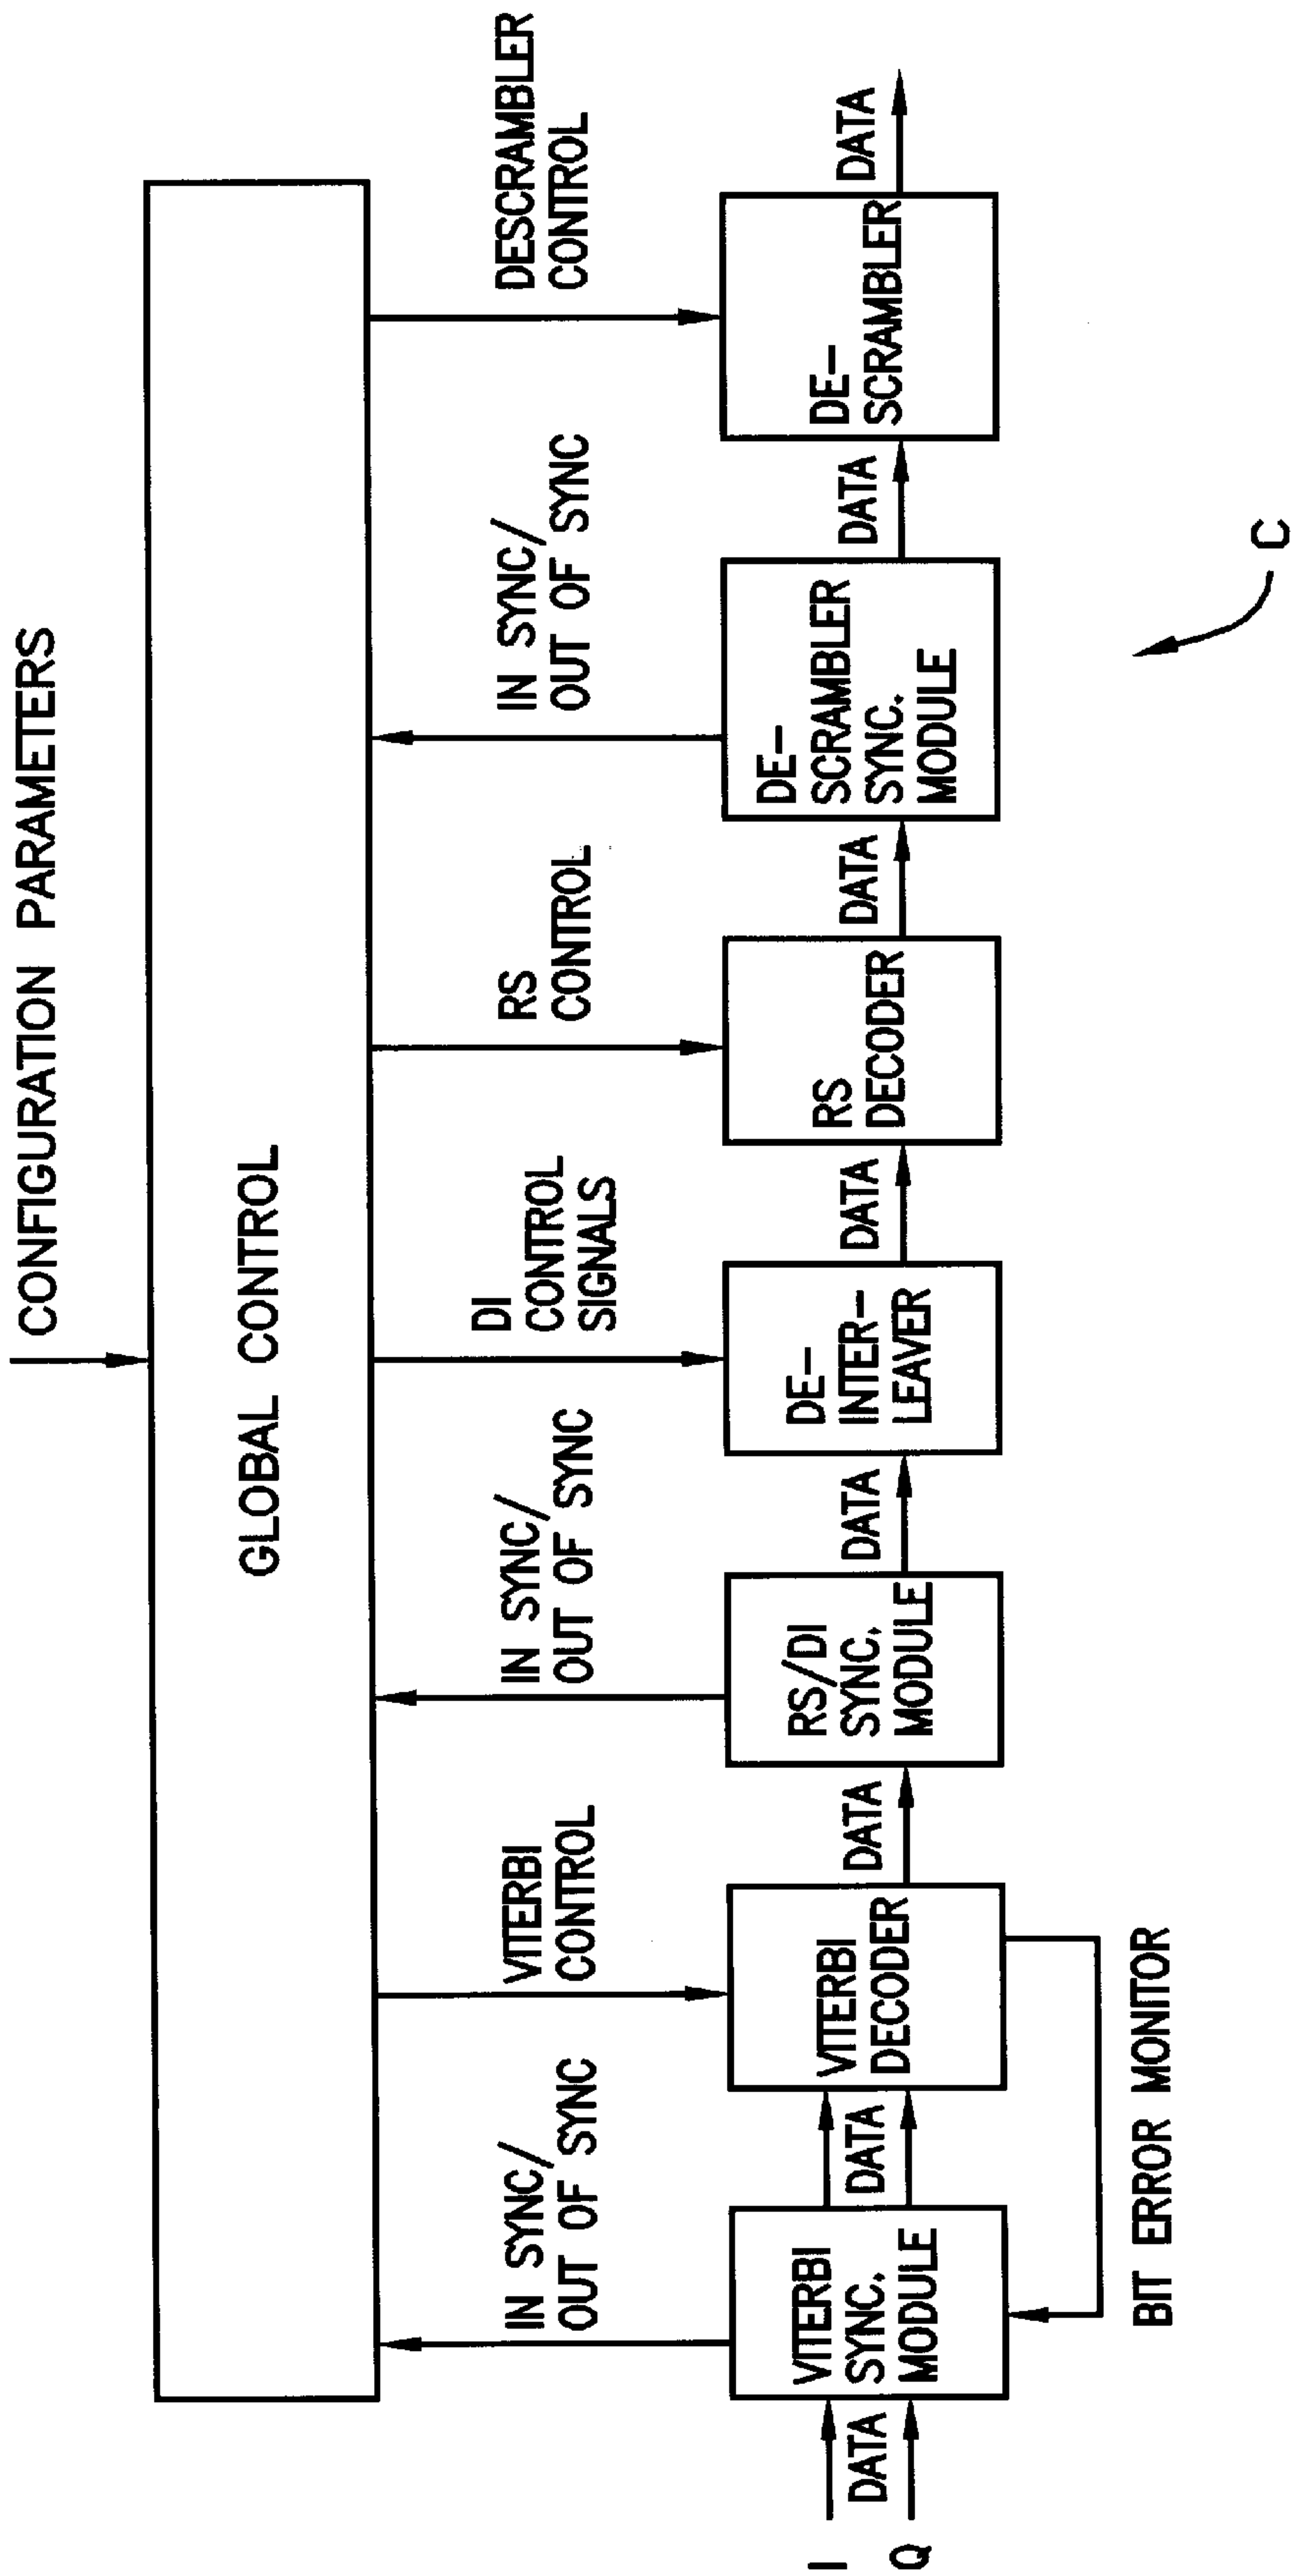 CONFIGURATION PARAMETERS
GLOBAL CONTROL
IN SYNC/
OUT OF SYNC
VITERBI
CONTROL
IN SYNC/
OUT OF SYNC
DI
CONTROL
SIGNALS
RS
CONTROL
IN SYNC/
OUT OF SYNC
DESCRAMBLER
CONTROL
I
DATA
Q
VITERBI
SYNC.
MODULE
DATA
VITERBI
DECODER
DATA
RS/DI
SYNC.
MODULE
DATA
DE-
INTER-
LEAVER
DATA
RS
DECODER
DATA
DE-
SCRAMBLER
SYNC.
MODULE
DATA
DE-
SCRAMBLER
DATA
BIT ERROR MONITOR
C